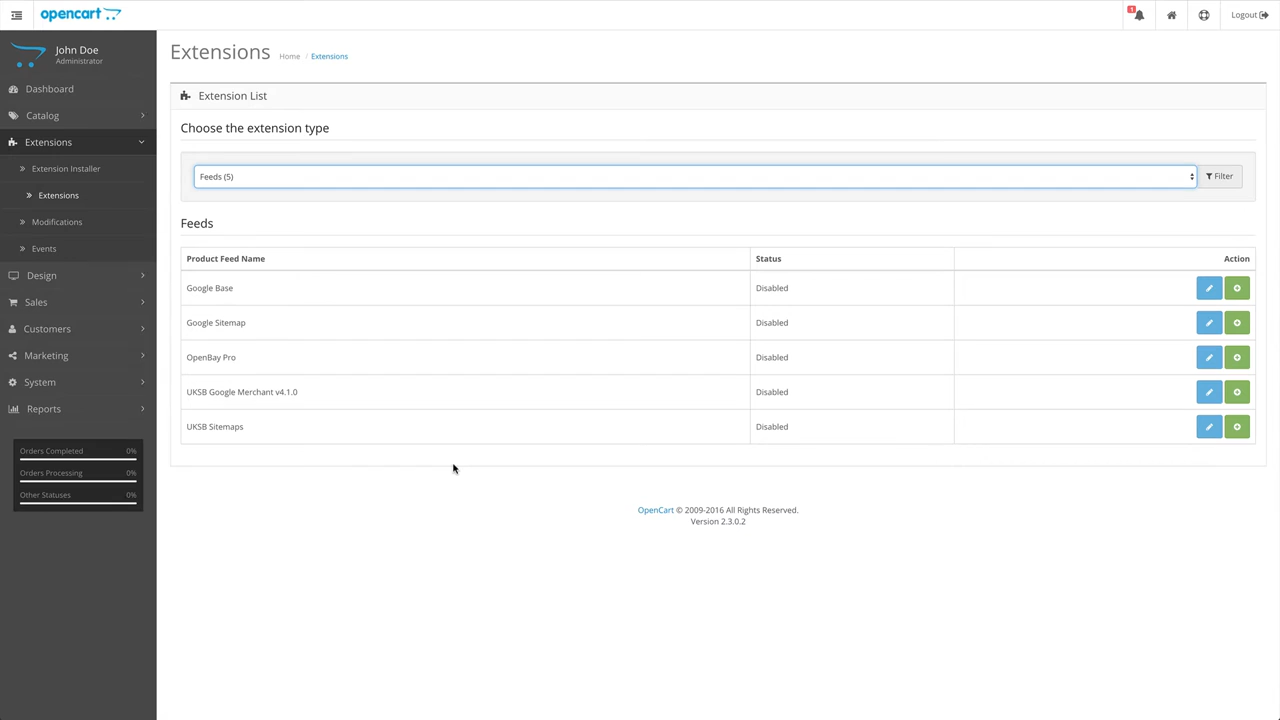 opencart
1
Logout
John Doe
Administrator
Dashboard
Catalog
Extensions
Extension Installer
Extensions
Modifications
Events
Design
Sales
Customers
Marketing
System
Reports
Orders Completed 0%
Orders Processing 0%
Other Statuses 0%
Extensions Home / Extensions
Extension List
Choose the extension type
Feeds (5) Filter
Feeds
Product Feed Name Status Action
Google Base Disabled
Google Sitemap Disabled
OpenBay Pro Disabled
UKSB Google Merchant v4.1.0 Disabled
UKSB Sitemaps Disabled
OpenCart © 2009-2016 All Rights Reserved.
Version 2.3.0.2